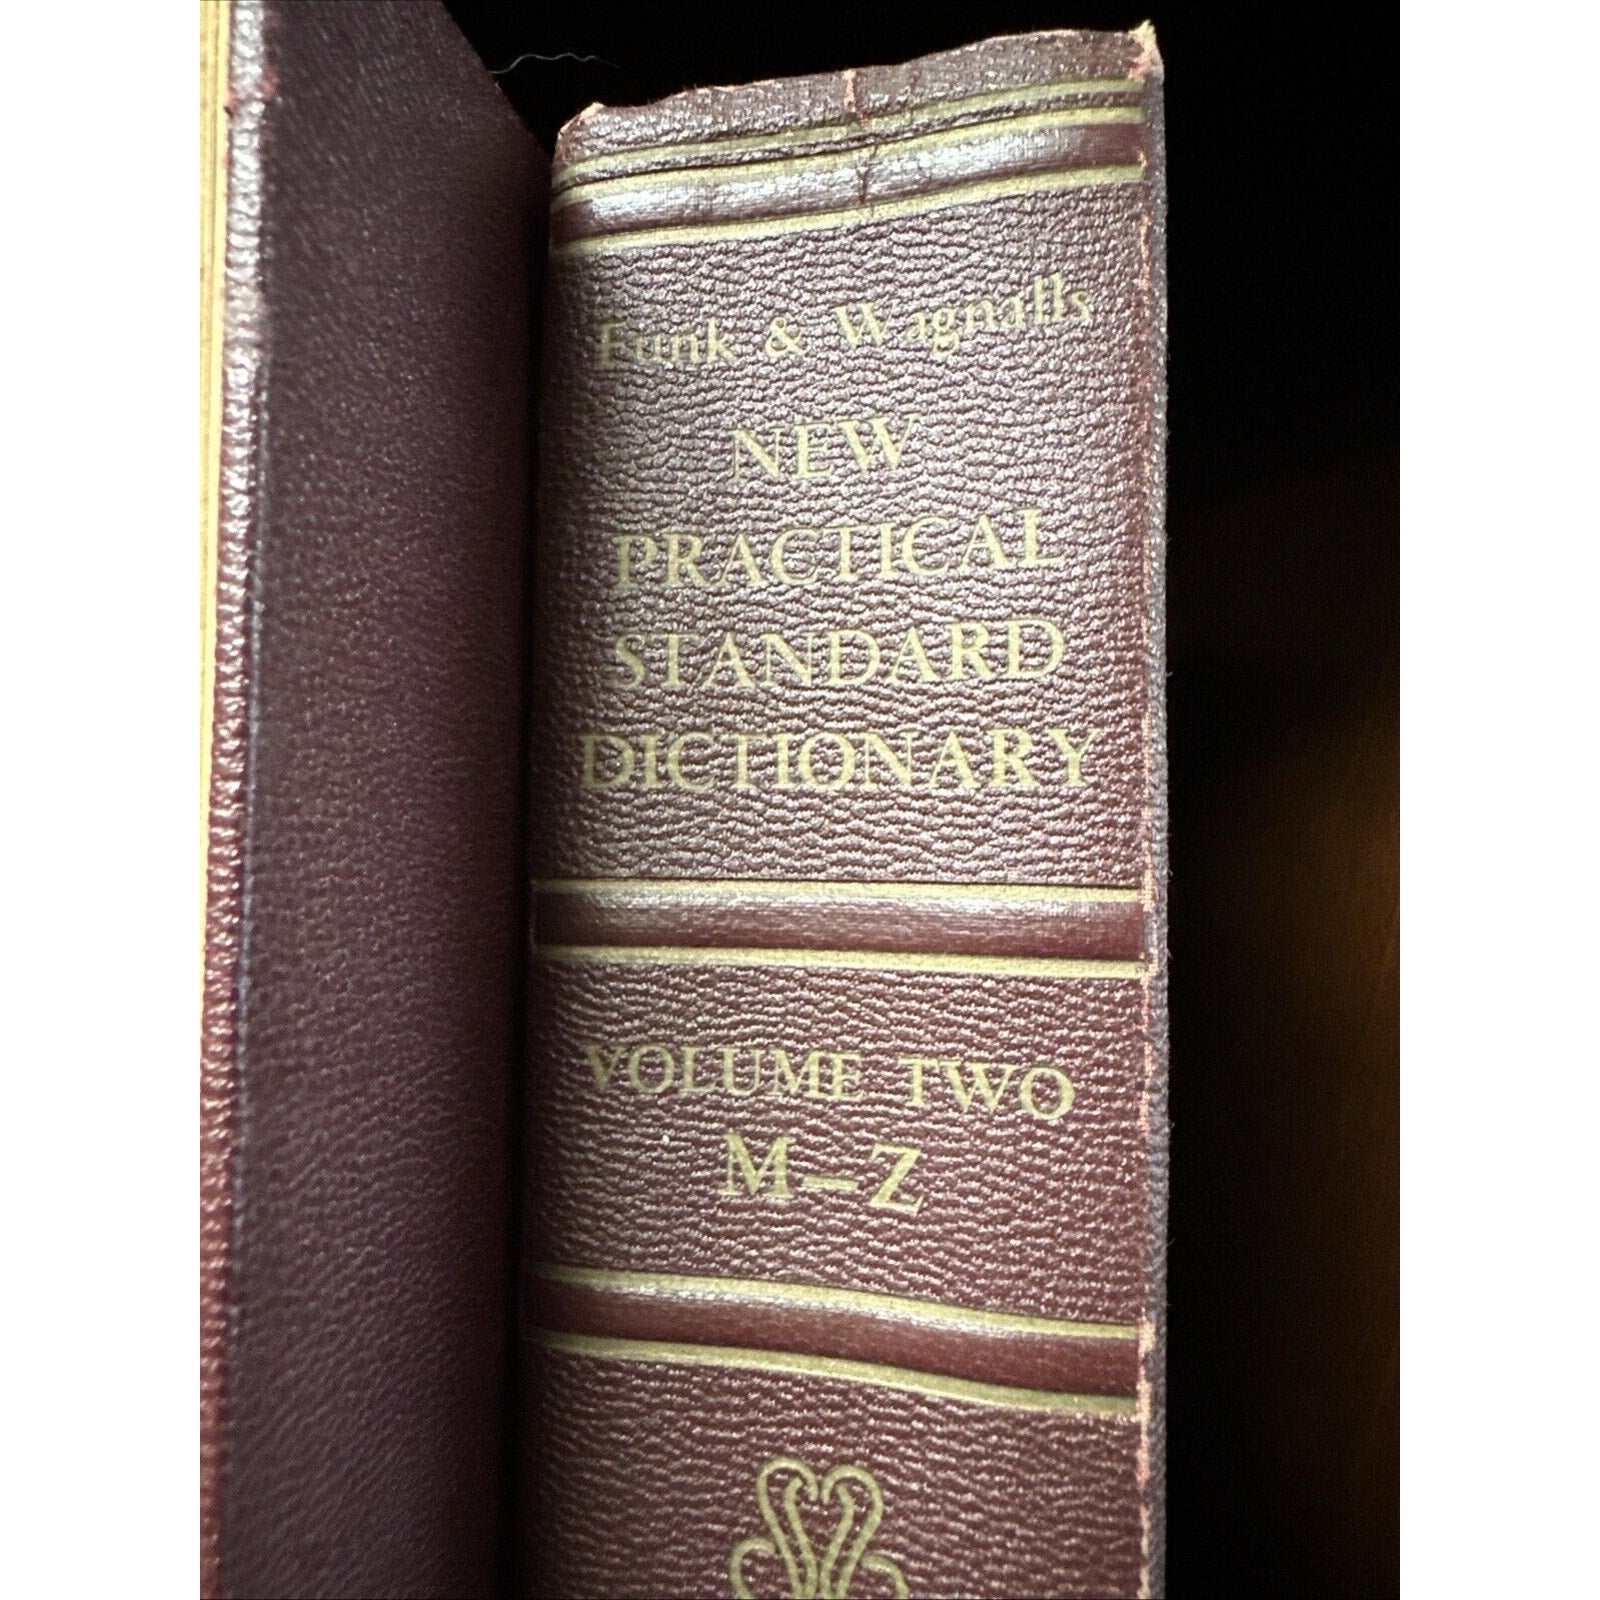 Funk & Wagnalls
NEW
PRACTICAL
STANDARD
DICTIONARY
VOLUME TWO
M–Z